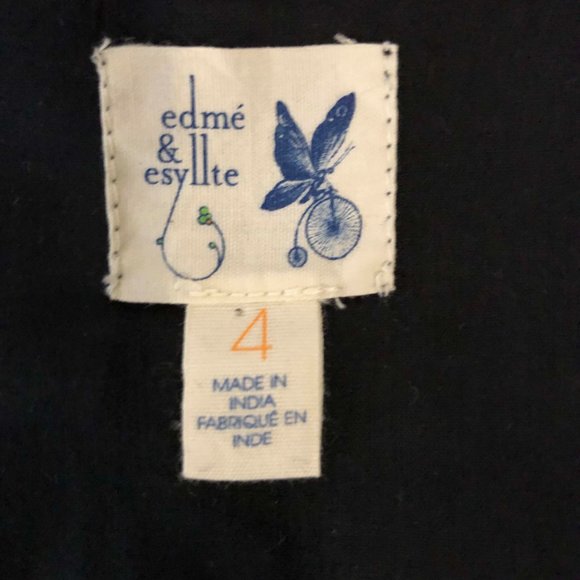 edmé
&
esyllte
4
MADE IN
INDIA
FABRIQUÉ EN
INDE